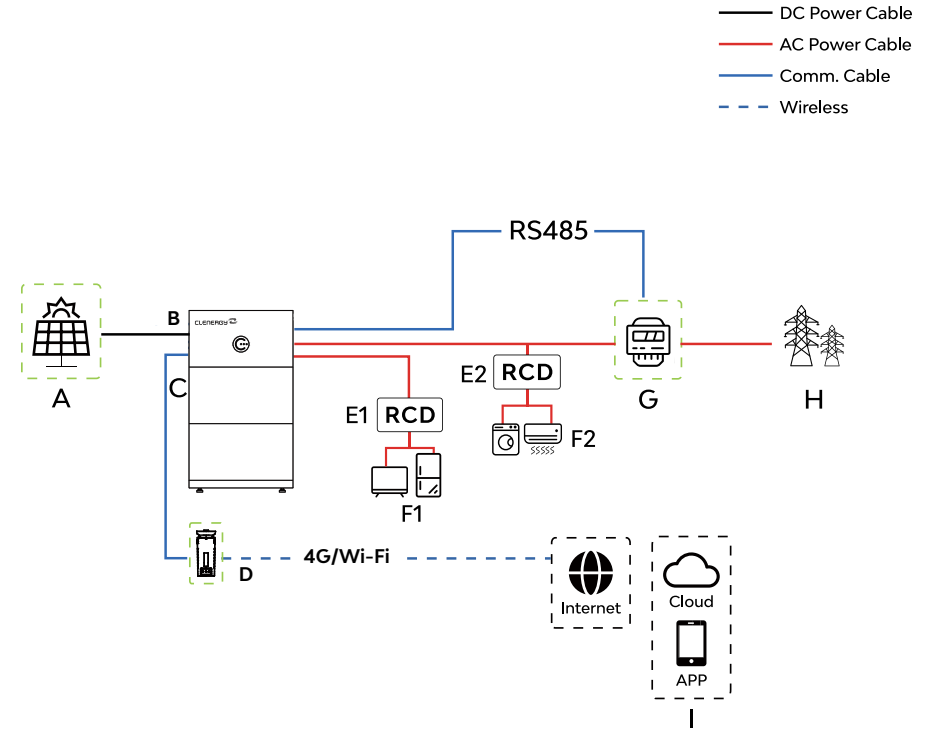 DC Power Cable
AC Power Cable
Comm. Cable
Wireless
RS485
B
CLENERGY
A
C
E2 RCD
E1 RCD
G
H
F2
F1
D
4G/Wi-Fi
Internet
Cloud
APP
I